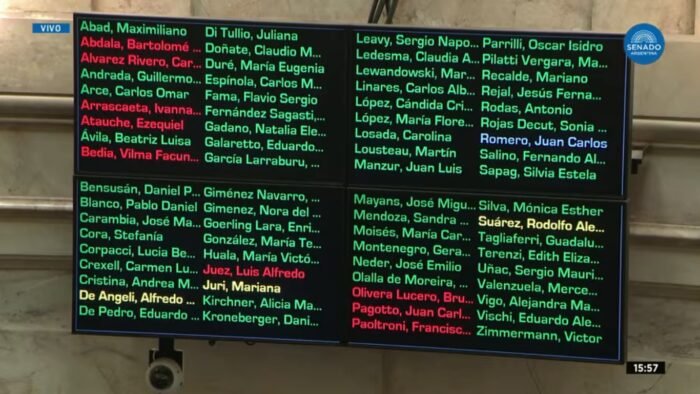 VIVO
SENADO
ARGENTINA
Abad, Maximiliano
Abdala, Bartolomé ...
Alvarez Rivero, Car...
Andrada, Guillermo...
Arce, Carlos Omar
Arrascaeta, Ivanna...
Atauche, Ezequiel
Ávila, Beatriz Luisa
Bedia, Vilma Facun...
Di Tullio, Juliana
Doñate, Claudio M...
Duré, María Eugenia
Espínola, Carlos M...
Fama, Flavio Sergio
Fernández Sagasti,...
Gadano, Natalia Ele...
Galaretto, Eduardo...
García Larraburu, ...
Leavy, Sergio Napo...
Ledesma, Claudia A...
Lewandowski, Mar...
Linares, Carlos Alb...
López, Cándida Cri...
López, María Flore...
Losada, Carolina
Lousteau, Martín
Manzur, Juan Luis
Parrilli, Oscar Isidro
Pilatti Vergara, Ma...
Recalde, Mariano
Rejal, Jesús Ferna...
Rodas, Antonio
Rojas Decut, Sonia ...
Romero, Juan Carlos
Salino, Fernando Al...
Sapag, Silvia Estela
Bensusán, Daniel P...
Blanco, Pablo Daniel
Carambia, José Ma...
Cora, Stefanía
Corpacci, Lucia Be...
Crexell, Carmen Lu...
Cristina, Andrea M...
De Angeli, Alfredo ...
De Pedro, Eduardo ...
Giménez Navarro, ...
Gimenez, Nora del ...
Goerling Lara, Enri...
González, María Te...
Huala, María Victó...
Juez, Luis Alfredo
Juri, Mariana
Kirchner, Alicia Ma...
Kroneberger, Dani...
Mayans, José Migu...
Mendoza, Sandra ...
Moisés, María Car...
Montenegro, Gera...
Neder, José Emilio
Olalla de Moreira, ...
Olivera Lucero, Bru...
Pagotto, Juan Carl...
Paoltroni, Francisc...
Silva, Mónica Esther
Suárez, Rodolfo Ale...
Tagliaferri, Guadalu...
Terenzi, Edith Eliza...
Uñac, Sergio Mauri...
Valenzuela, Merce...
Vigo, Alejandra Ma...
Vischi, Eduardo Ale...
Zimmermann, Victor
15:57